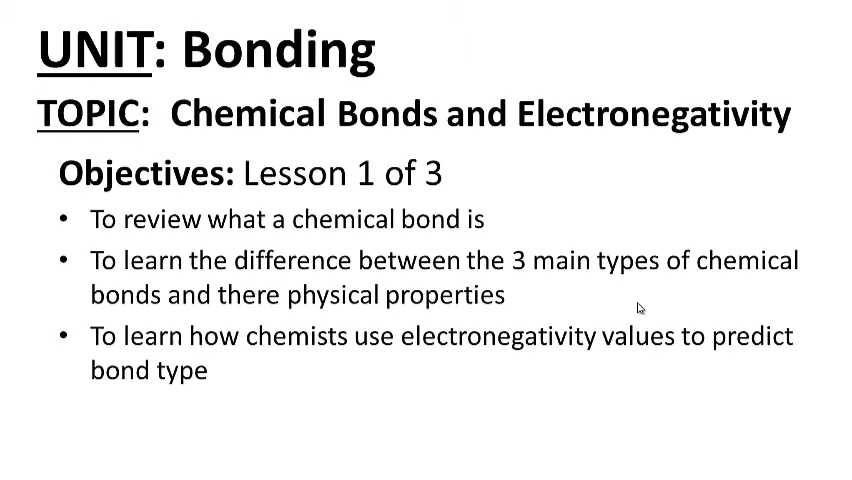 UNIT: Bonding
TOPIC: Chemical Bonds and Electronegativity
Objectives: Lesson 1 of 3
• To review what a chemical bond is
• To learn the difference between the 3 main types of chemical
bonds and there physical properties
• To learn how chemists use electronegativity values to predict
bond type